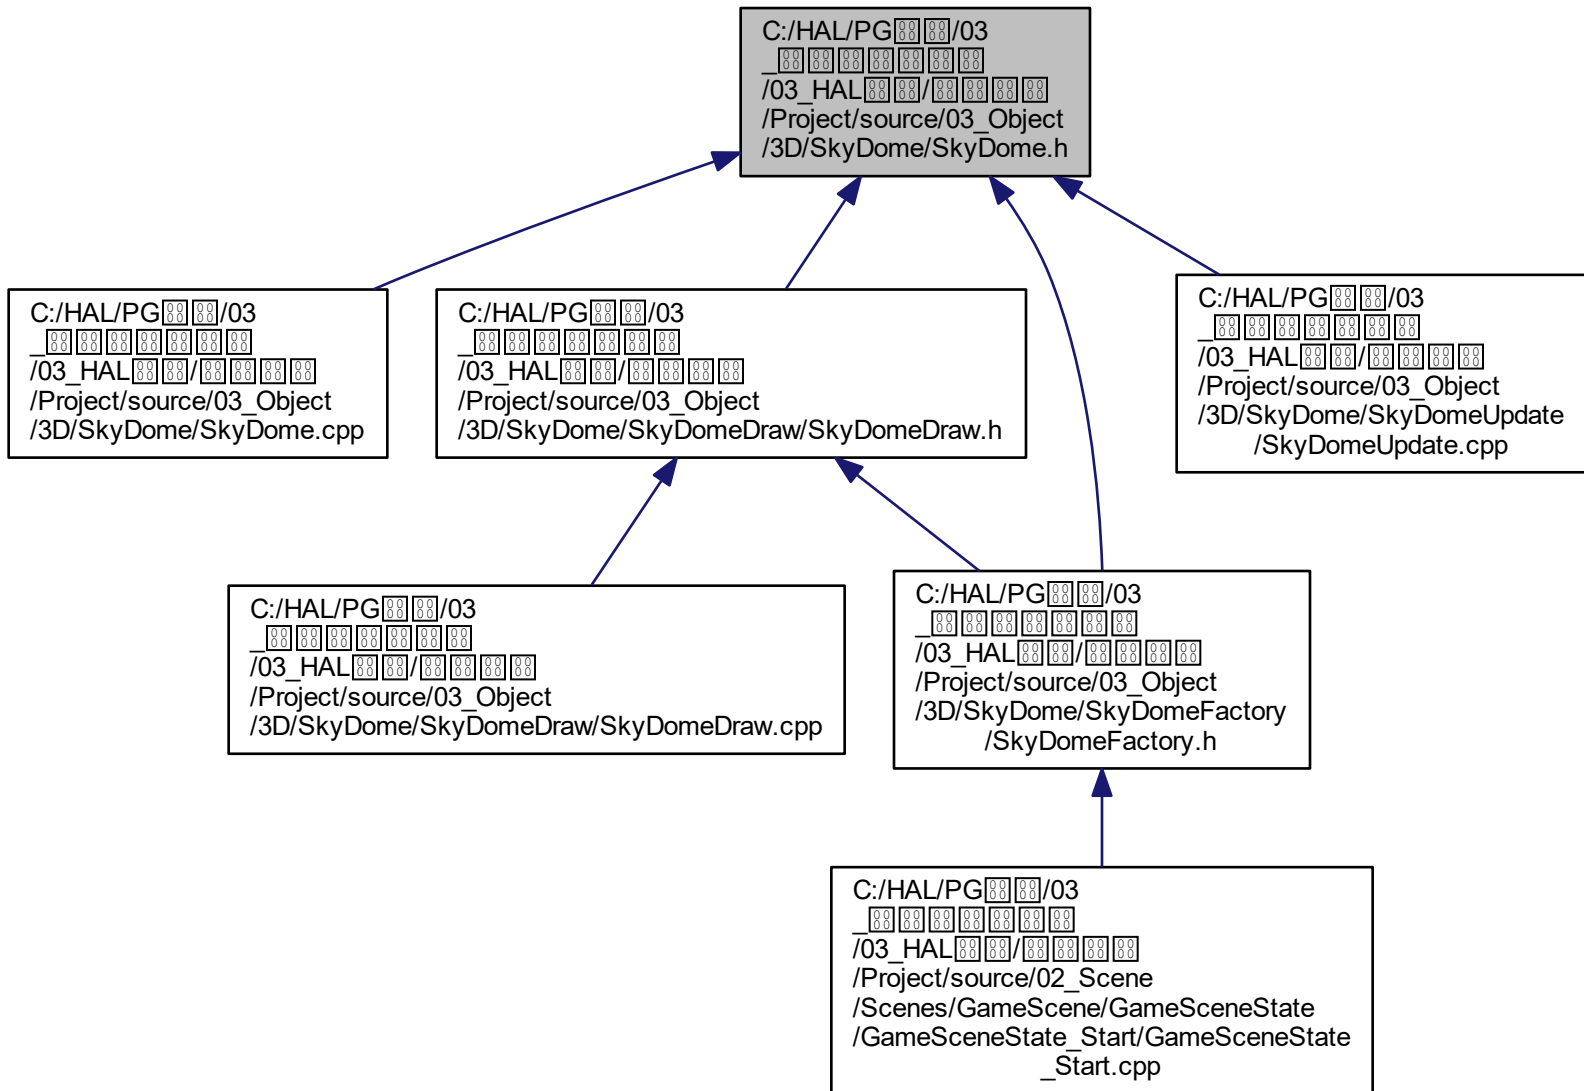 C:/HAL/PG/03
_
/03_HAL/
/Project/source/03_Object
/3D/SkyDome/SkyDome.h
C:/HAL/PG/03
_
/03_HAL/
/Project/source/03_Object
/3D/SkyDome/SkyDome.cpp
C:/HAL/PG/03
_
/03_HAL/
/Project/source/03_Object
/3D/SkyDome/SkyDomeDraw/SkyDomeDraw.h
C:/HAL/PG/03
_
/03_HAL/
/Project/source/03_Object
/3D/SkyDome/SkyDomeUpdate
/SkyDomeUpdate.cpp
C:/HAL/PG/03
_
/03_HAL/
/Project/source/03_Object
/3D/SkyDome/SkyDomeDraw/SkyDomeDraw.cpp
C:/HAL/PG/03
_
/03_HAL/
/Project/source/03_Object
/3D/SkyDome/SkyDomeFactory
/SkyDomeFactory.h
C:/HAL/PG/03
_
/03_HAL/
/Project/source/02_Scene
/Scenes/GameScene/GameSceneState
/GameSceneState_Start/GameSceneState
_Start.cpp